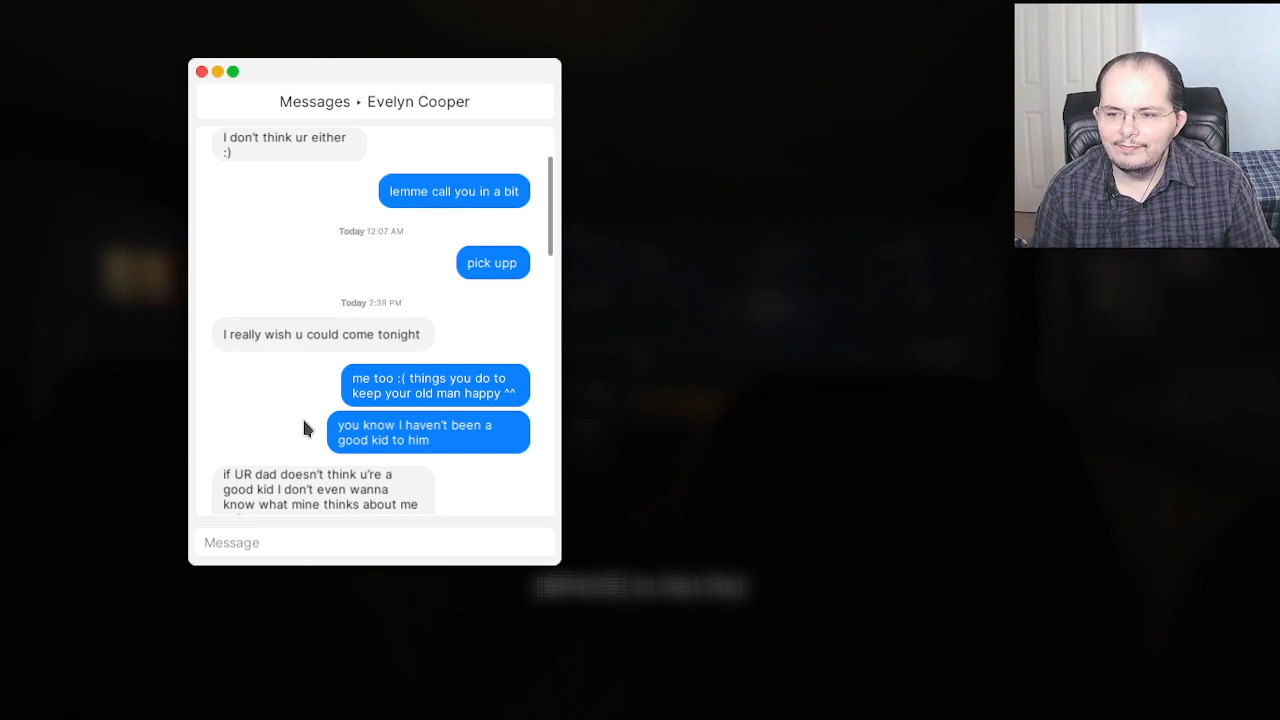 Messages ‣ Evelyn Cooper
I don't think ur either
:)
lemme call you in a bit
Today 12:07 AM
pick upp
Today 2:38 PM
I really wish u could come tonight
me too :( things you do to
keep your old man happy ^^
you know I haven't been a
good kid to him
if UR dad doesn't think u're a
good kid I don't even wanna
know what mine thinks about me
Message